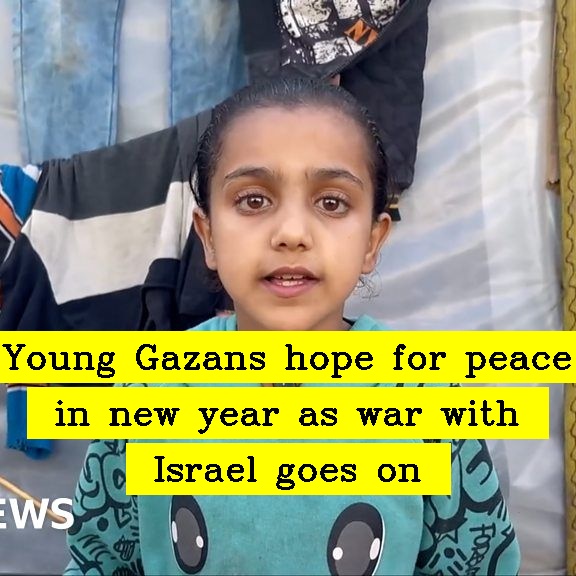 Young Gazans hope for peace
in new year as war with
Israel goes on
EWS